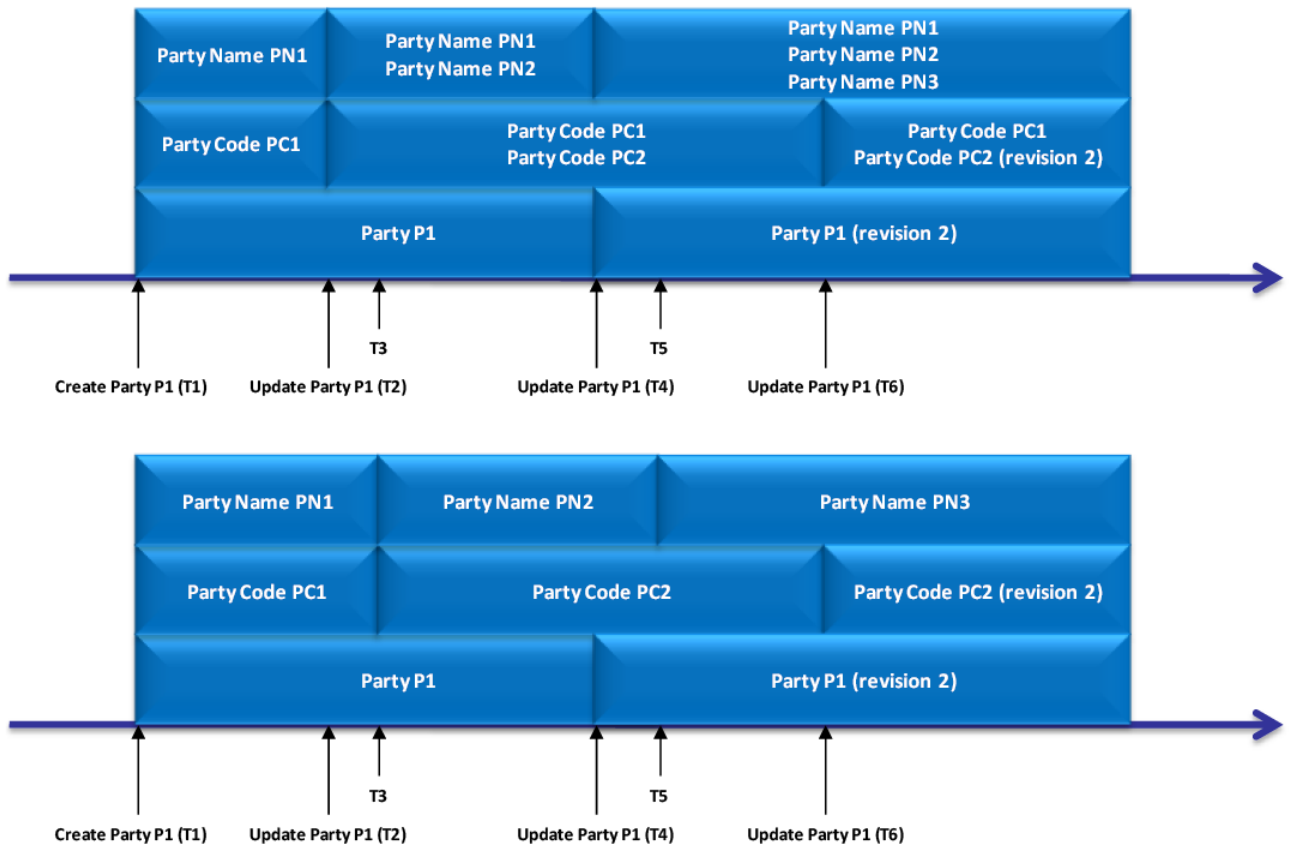 Party Name PN1
Party Name PN1
Party Name PN2
Party Name PN1
Party Name PN2
Party Name PN3
Party Code PC1
Party Code PC1
Party Code PC2
Party Code PC1
Party Code PC2 (revision 2)
Party P1
Party P1 (revision 2)
T3
T5
Create Party P1 (T1)
Update Party P1 (T2)
Update Party P1 (T4)
Update Party P1 (T6)
Party Name PN1
Party Name PN2
Party Name PN3
Party Code PC1
Party Code PC2
Party Code PC2 (revision 2)
Party P1
Party P1 (revision 2)
T3
T5
Create Party P1 (T1)
Update Party P1 (T2)
Update Party P1 (T4)
Update Party P1 (T6)